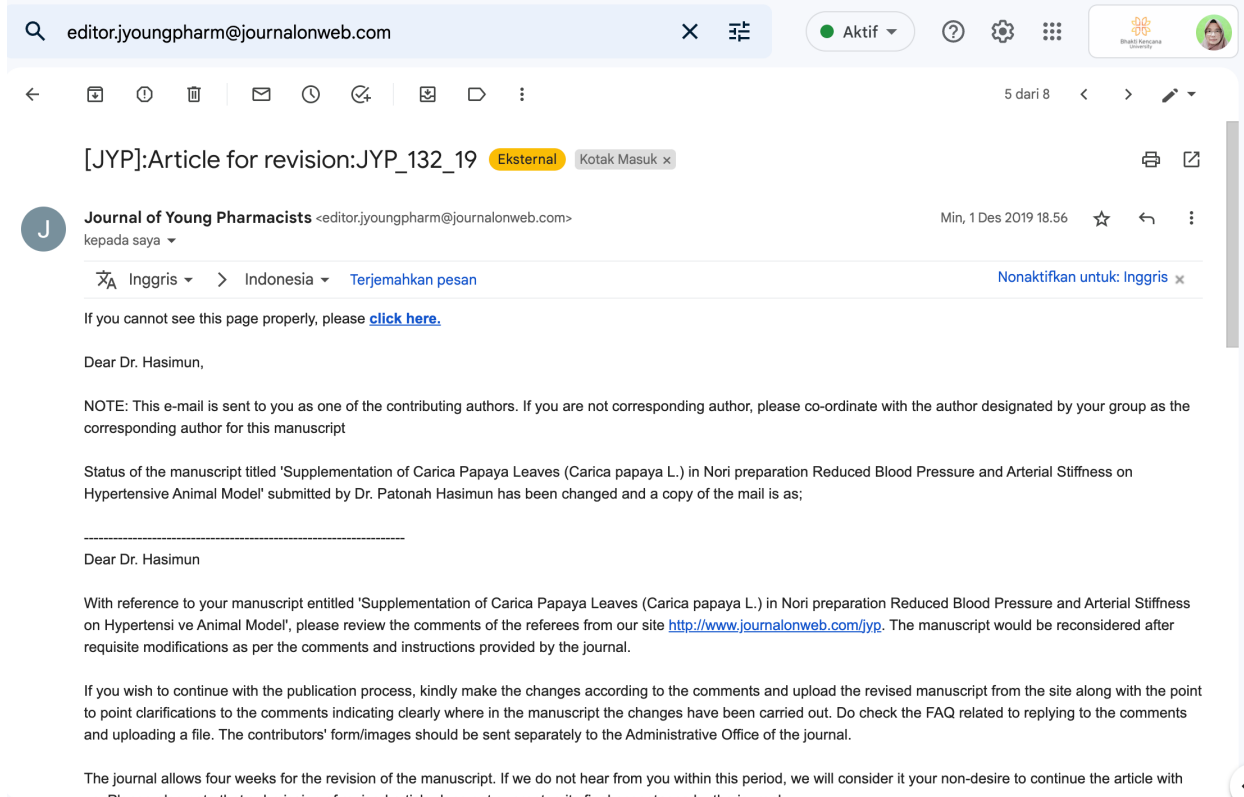 editor.jyoungpharm@journalonweb.com
Aktif
Bhakti Kencana
University
5 dari 8
[JYP]:Article for revision:JYP_132_19 Eksternal Kotak Masuk ×
J
Journal of Young Pharmacists <editor.jyoungpharm@journalonweb.com>
Min, 1 Des 2019 18.56
kepada saya
Inggris > Indonesia Terjemahkan pesan
Nonaktifkan untuk: Inggris ×
If you cannot see this page properly, please click here.
Dear Dr. Hasimun,
NOTE: This e-mail is sent to you as one of the contributing authors. If you are not corresponding author, please co-ordinate with the author designated by your group as the
corresponding author for this manuscript
Status of the manuscript titled 'Supplementation of Carica Papaya Leaves (Carica papaya L.) in Nori preparation Reduced Blood Pressure and Arterial Stiffness on
Hypertensive Animal Model' submitted by Dr. Patonah Hasimun has been changed and a copy of the mail is as;
-----------------------------------------------------------------
Dear Dr. Hasimun
With reference to your manuscript entitled 'Supplementation of Carica Papaya Leaves (Carica papaya L.) in Nori preparation Reduced Blood Pressure and Arterial Stiffness
on Hypertensi ve Animal Model', please review the comments of the referees from our site http://www.journalonweb.com/jyp. The manuscript would be reconsidered after
requisite modifications as per the comments and instructions provided by the journal.
If you wish to continue with the publication process, kindly make the changes according to the comments and upload the revised manuscript from the site along with the point
to point clarifications to the comments indicating clearly where in the manuscript the changes have been carried out. Do check the FAQ related to replying to the comments
and uploading a file. The contributors' form/images should be sent separately to the Administrative Office of the journal.
The journal allows four weeks for the revision of the manuscript. If we do not hear from you within this period, we will consider it your non-desire to continue the article with